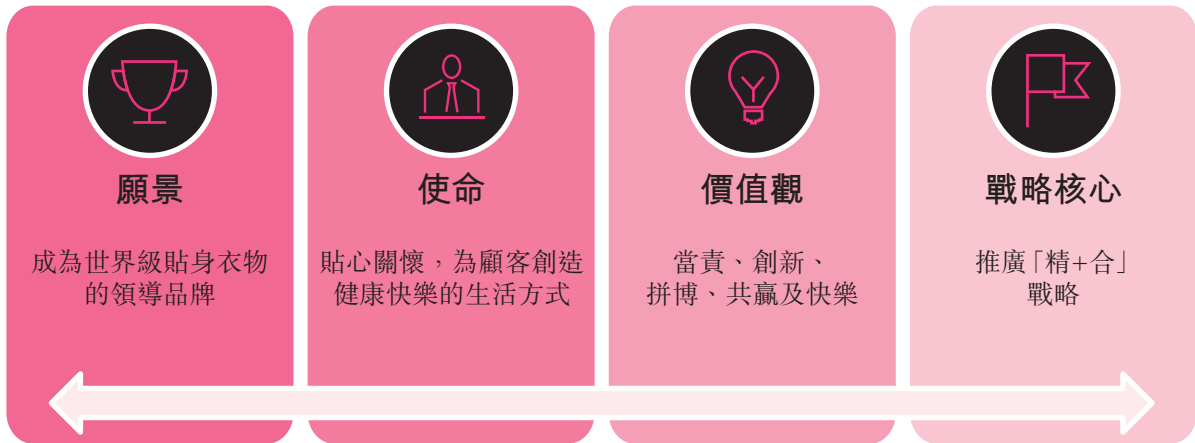 願景
成為世界級貼身衣物
的領導品牌
使命
貼心關懷，為顧客創造
健康快樂的生活方式
價值觀
當責、創新、
拼博、共贏及快樂
戰略核心
推廣「精+合」
戰略